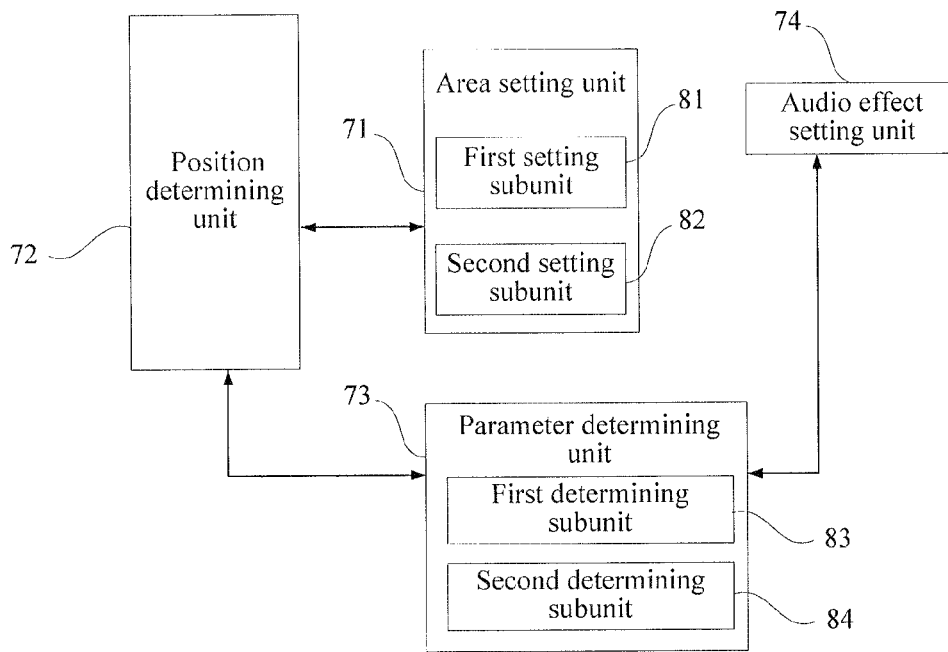 74
Area setting unit
81
Audio effect
setting unit
71
First setting
subunit
Position
determining
unit
82
72
Second setting
subunit
73
Parameter determining
unit
First determining
subunit
83
Second determining
subunit
84